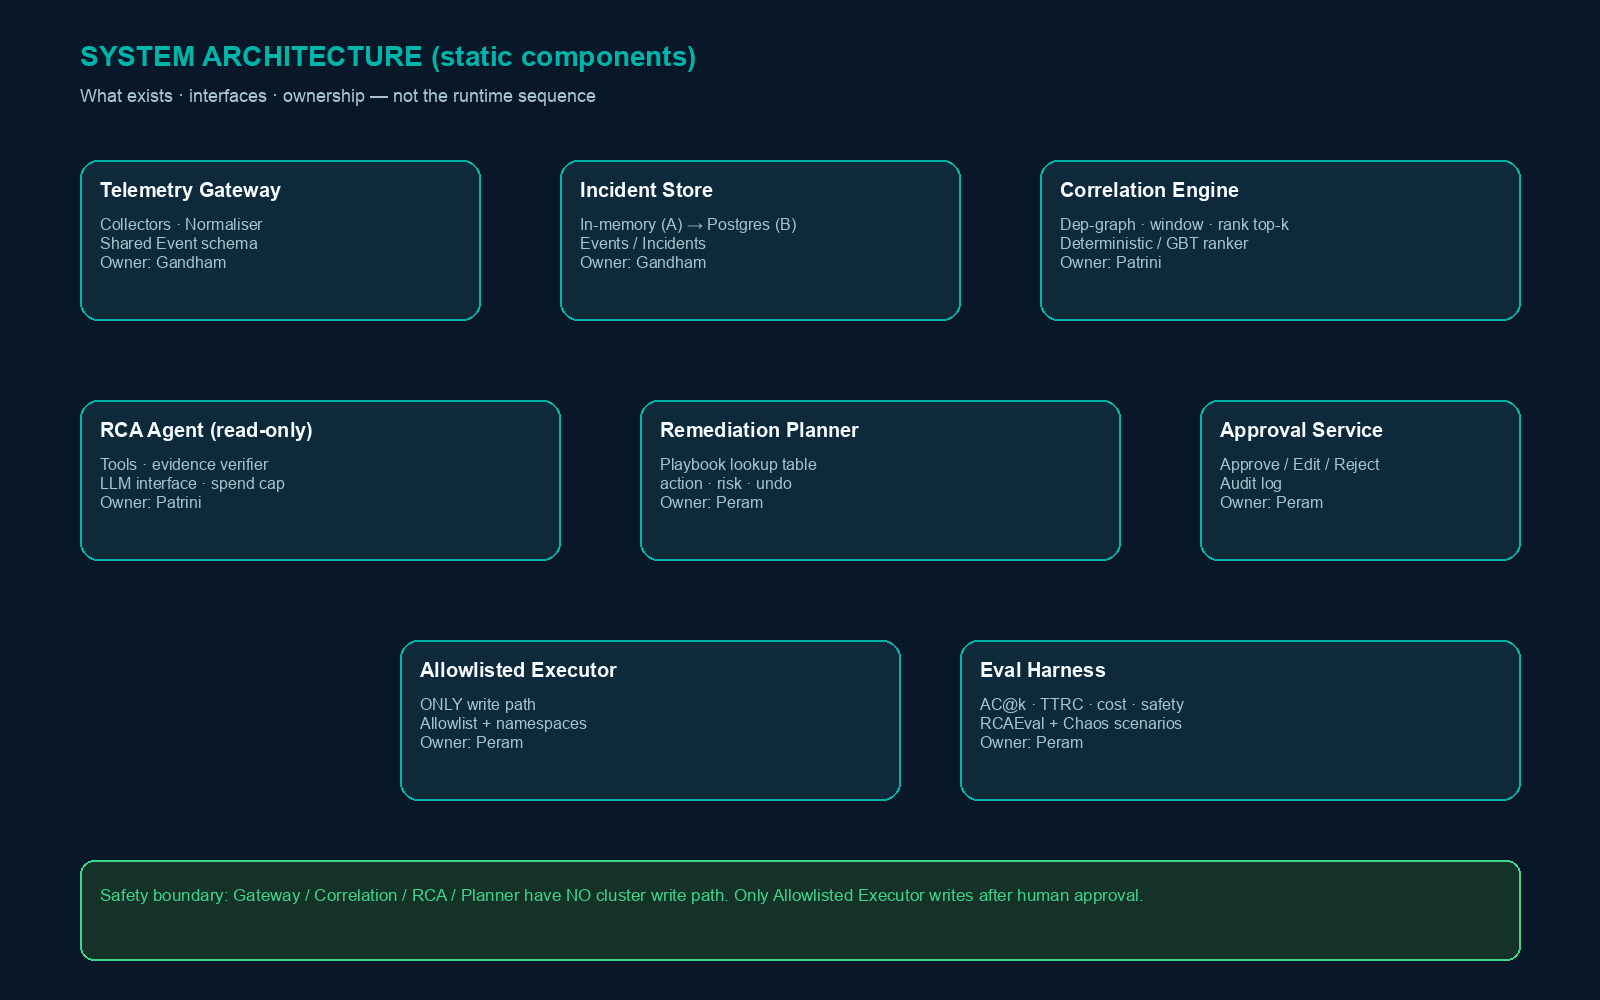 SYSTEM ARCHITECTURE (static components)
What exists · interfaces · ownership — not the runtime sequence
Telemetry Gateway
Collectors · Normaliser
Shared Event schema
Owner: Gandham
Incident Store
In-memory (A) → Postgres (B)
Events / Incidents
Owner: Gandham
Correlation Engine
Dep-graph · window · rank top-k
Deterministic / GBT ranker
Owner: Patrini
RCA Agent (read-only)
Tools · evidence verifier
LLM interface · spend cap
Owner: Patrini
Remediation Planner
Playbook lookup table
action · risk · undo
Owner: Peram
Approval Service
Approve / Edit / Reject
Audit log
Owner: Peram
Allowlisted Executor
ONLY write path
Allowlist + namespaces
Owner: Peram
Eval Harness
AC@k · TTRC · cost · safety
RCAEval + Chaos scenarios
Owner: Peram
Safety boundary: Gateway / Correlation / RCA / Planner have NO cluster write path. Only Allowlisted Executor writes after human approval.